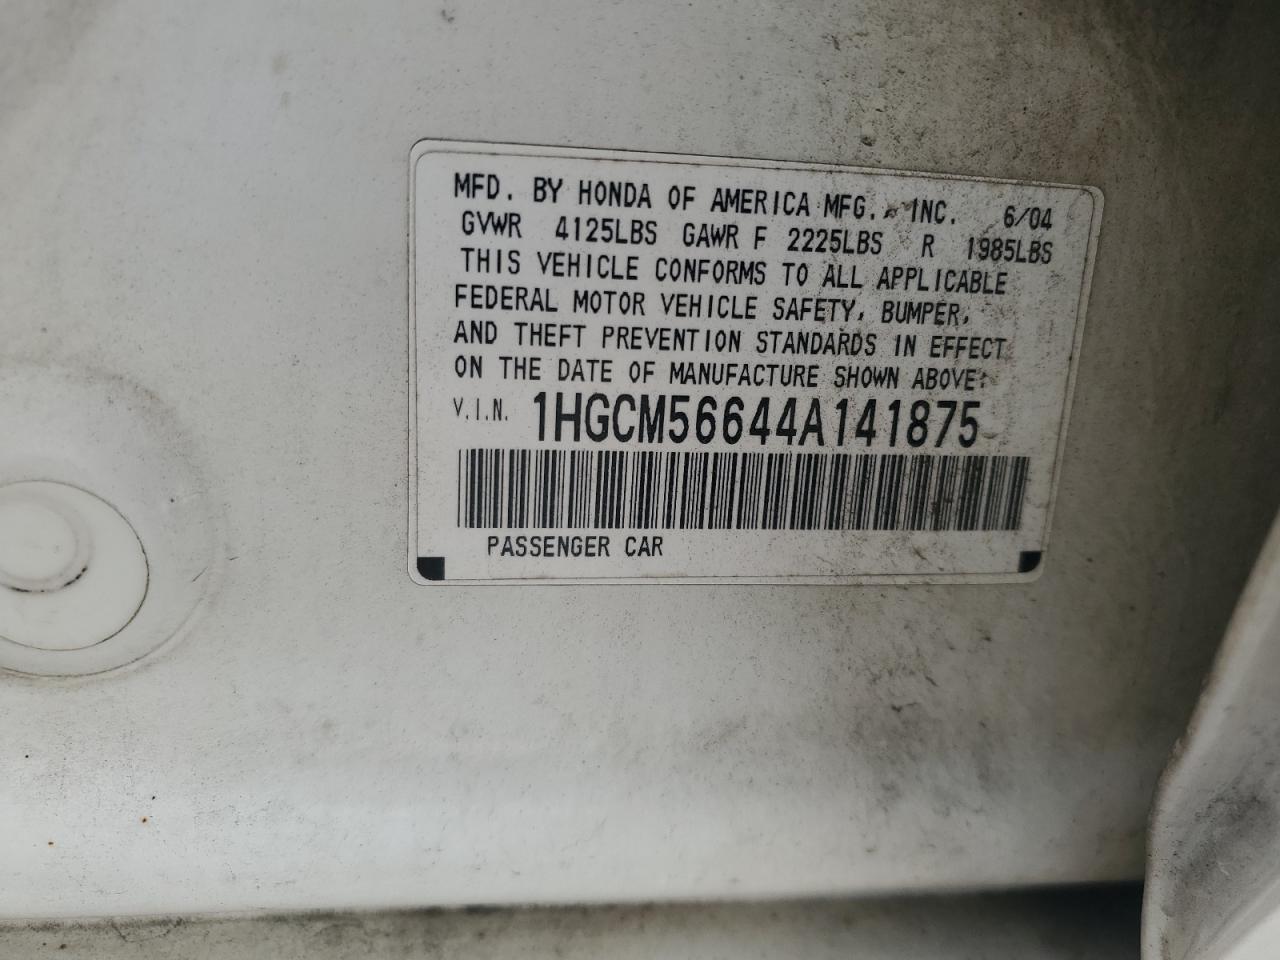 MFD. BY HONDA OF AMERICA MFG., INC. 6/04
GVWR 4125LBS GAWR F 2225LBS R 1985LBS
THIS VEHICLE CONFORMS TO ALL APPLICABLE
FEDERAL MOTOR VEHICLE SAFETY, BUMPER,
AND THEFT PREVENTION STANDARDS IN EFFECT
ON THE DATE OF MANUFACTURE SHOWN ABOVE:
V.I.N. 1HGCM56644A141875
PASSENGER CAR